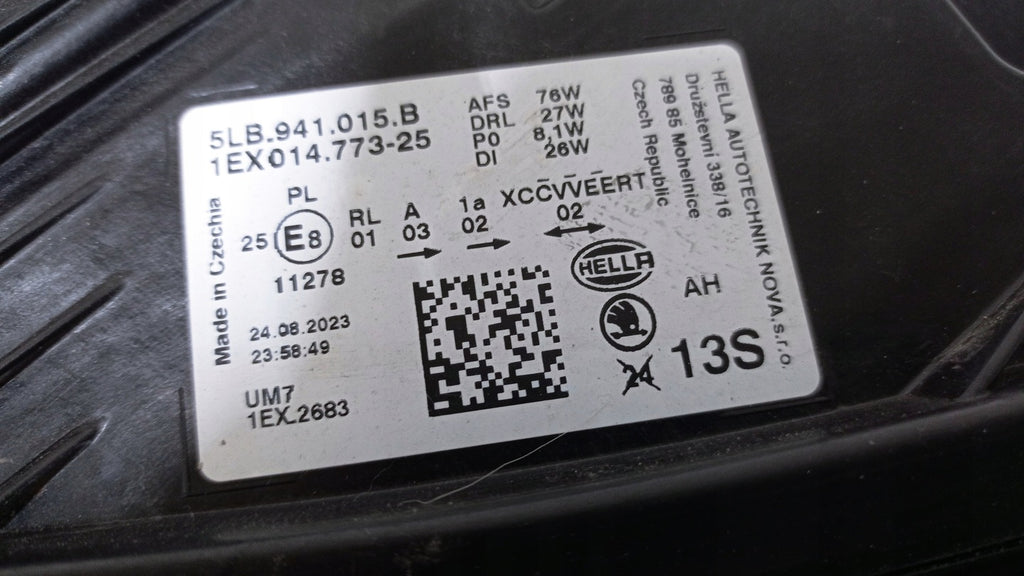 5LB.941.015.B
1EX014.773-25
AFS 76W
DRL 27W
P0 8,1W
DI 26W
HELLA AUTOTECHNIK NOVA.s.r.o.
Družstevní 338/16
789 85 Mohelnice
Czech Republic
Made in Czechia
PL
25 E8
11278
RL
01
A
03
1a
02
XCC̄V̄V̄ĒERT
02
HELLA
AH
24.08.2023
23:58:49
24
13S
UM7
1EX.2683